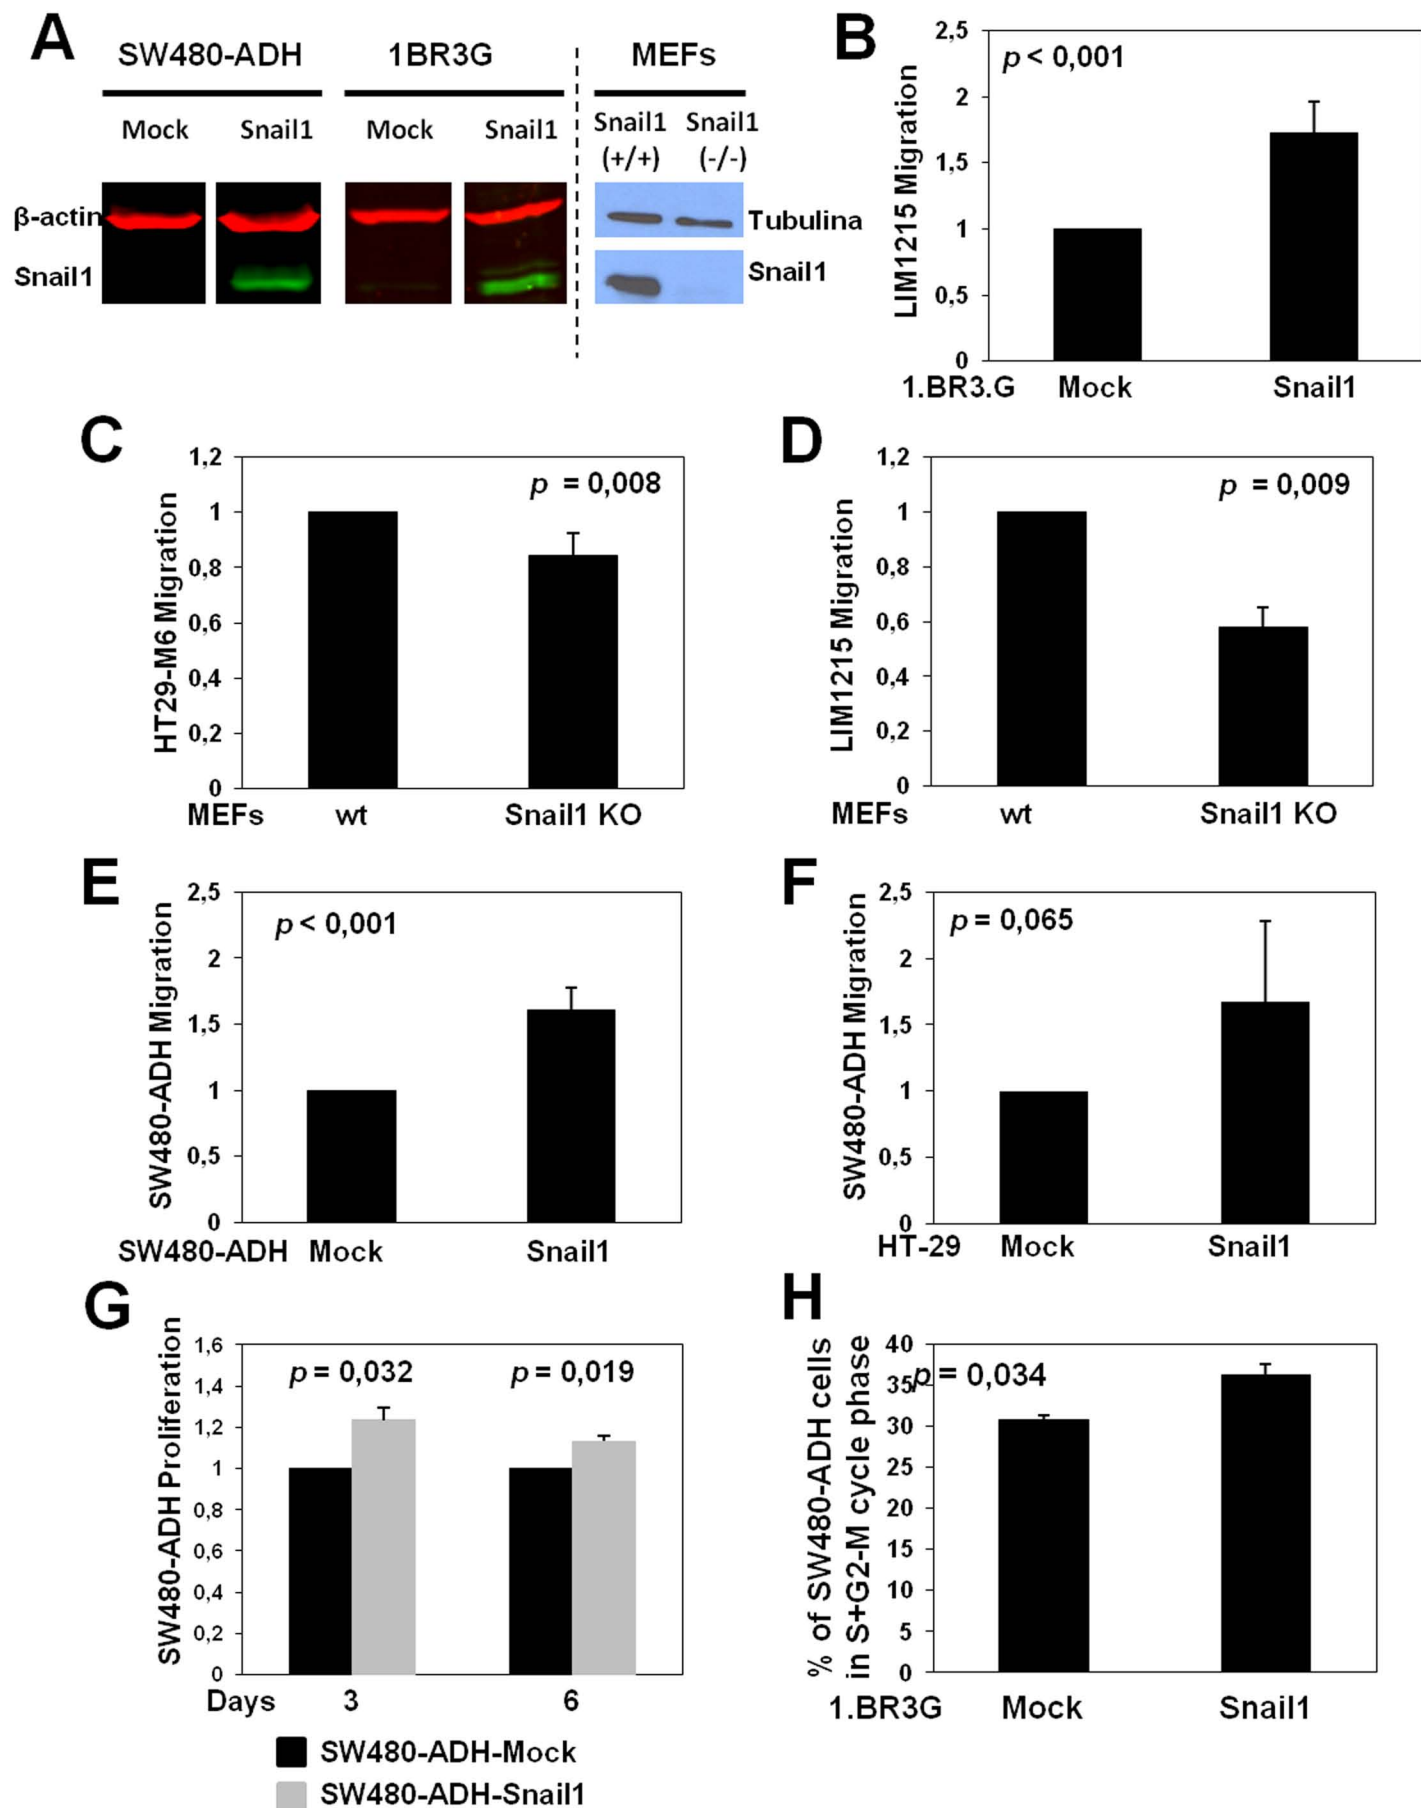 A
SW480-ADH 1BR3G MEFs
Mock Snail1 Mock Snail1 Snail1 Snail1
(+/+) (-/-)
β-actin Tubulina
Snail1 Snail1
B
LIM1215 Migration
2,5
2
1,5
1
0,5
0
p < 0,001
1.BR3.G Mock Snail1
C
HT29-M6 Migration
1,2
1
0,8
0,6
0,4
0,2
0
p = 0,008
MEFs wt Snail1 KO
D
LIM1215 Migration
1,2
1
0,8
0,6
0,4
0,2
0
p = 0,009
MEFs wt Snail1 KO
E
SW480-ADH Migration
2,5
2
1,5
1
0,5
0
p < 0,001
SW480-ADH Mock Snail1
F
SW480-ADH Migration
2,5
2
1,5
1
0,5
0
p = 0,065
HT-29 Mock Snail1
G
SW480-ADH Proliferation
1,6
1,4
1,2
1
0,8
0,6
0,4
0,2
0
p = 0,032 p = 0,019
Days 3 6
SW480-ADH-Mock
SW480-ADH-Snail1
H
% of SW480-ADH cells
in S+G2-M cycle phase
40
35
30
25
20
15
10
5
0
p = 0,034
1.BR3G Mock Snail1